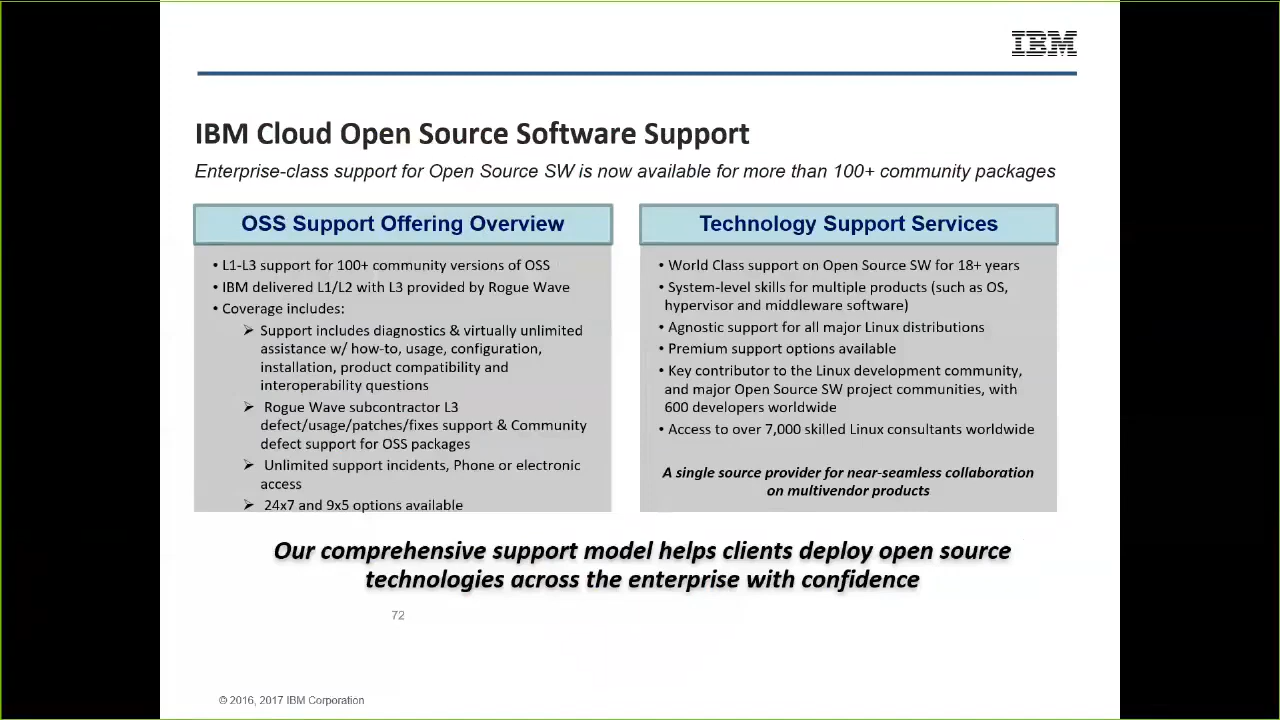 IBM
IBM Cloud Open Source Software Support
Enterprise-class support for Open Source SW is now available for more than 100+ community packages
OSS Support Offering Overview
• L1-L3 support for 100+ community versions of OSS
• IBM delivered L1/L2 with L3 provided by Rogue Wave
• Coverage includes:
➢ Support includes diagnostics & virtually unlimited
assistance w/ how-to, usage, configuration,
installation, product compatibility and
interoperability questions
➢ Rogue Wave subcontractor L3
defect/usage/patches/fixes support & Community
defect support for OSS packages
➢ Unlimited support incidents, Phone or electronic
access
➢ 24x7 and 9x5 options available
Technology Support Services
• World Class support on Open Source SW for 18+ years
• System-level skills for multiple products (such as OS,
hypervisor and middleware software)
• Agnostic support for all major Linux distributions
• Premium support options available
• Key contributor to the Linux development community,
and major Open Source SW project communities, with
600 developers worldwide
• Access to over 7,000 skilled Linux consultants worldwide
A single source provider for near-seamless collaboration
on multivendor products
Our comprehensive support model helps clients deploy open source
technologies across the enterprise with confidence
72
© 2016, 2017 IBM Corporation